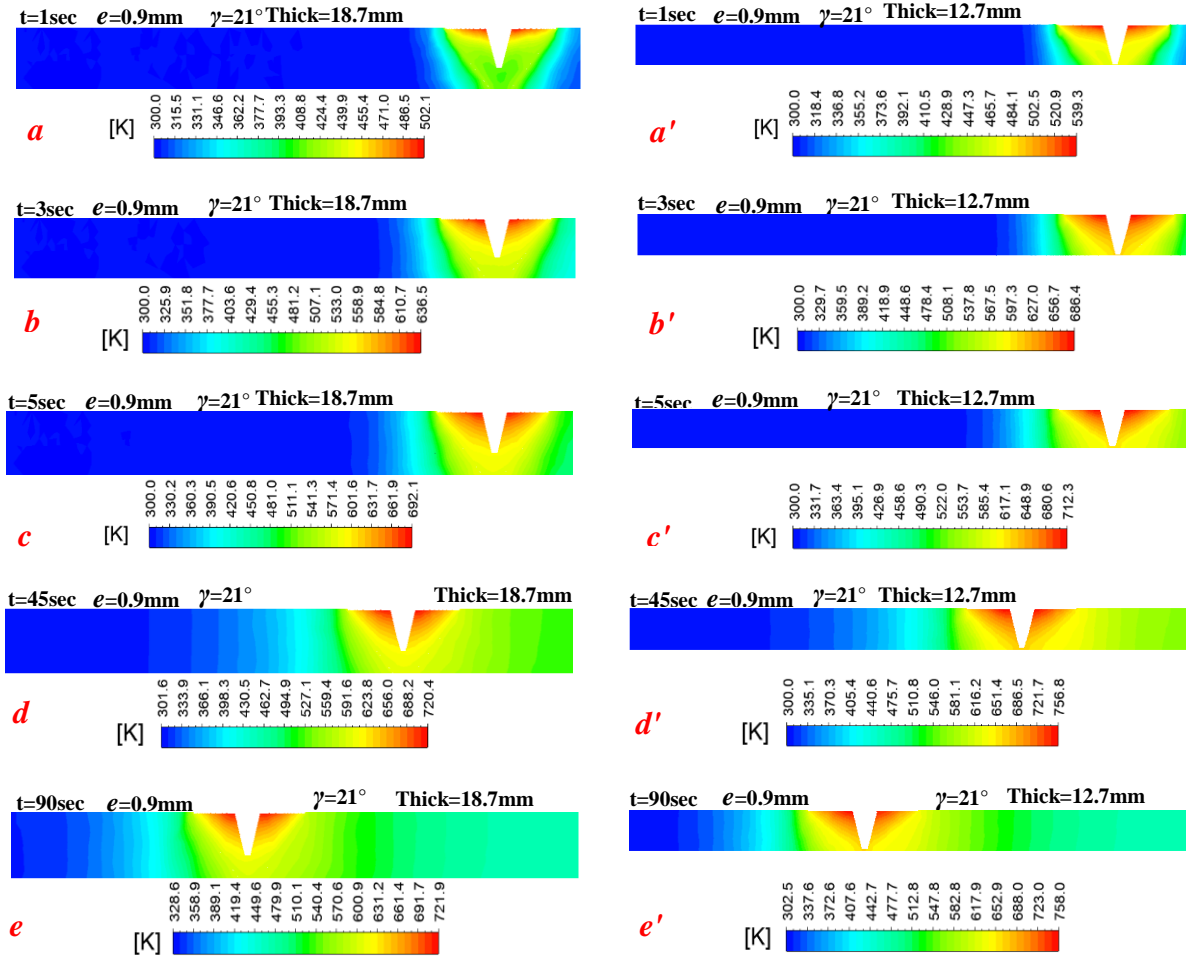 t=1sec e=0.9mm γ=21° Thick=18.7mm
300.0 315.5 331.1 346.6 362.2 377.7 393.3 408.8 424.4 439.9 455.4 471.0 486.5 502.1
a [K]
t=1sec e=0.9mm γ=21° Thick=12.7mm
300.0 318.4 336.8 355.2 373.6 392.1 410.5 428.9 447.3 465.7 484.1 502.5 520.9 539.3
a' [K]
t=3sec e=0.9mm γ=21° Thick=18.7mm
300.0 325.9 351.8 377.7 403.6 429.4 455.3 481.2 507.1 533.0 558.9 584.8 610.7 636.5
b [K]
t=3sec e=0.9mm γ=21° Thick=12.7mm
300.0 329.7 359.5 389.2 418.9 448.6 478.4 508.1 537.8 567.5 597.3 627.0 656.7 686.4
b' [K]
t=5sec e=0.9mm γ=21° Thick=18.7mm
300.0 330.2 360.3 390.5 420.6 450.8 481.0 511.1 541.3 571.4 601.6 631.7 661.9 692.1
c [K]
t=5sec e=0.9mm γ=21° Thick=12.7mm
300.0 331.7 363.4 395.1 426.9 458.6 490.3 522.0 553.7 585.4 617.1 648.9 680.6 712.3
c' [K]
t=45sec e=0.9mm γ=21° Thick=18.7mm
301.6 333.9 366.1 398.3 430.5 462.7 494.9 527.1 559.4 591.6 623.8 656.0 688.2 720.4
d [K]
t=45sec e=0.9mm γ=21° Thick=12.7mm
300.0 335.1 370.3 405.4 440.6 475.7 510.8 546.0 581.1 616.2 651.4 686.5 721.7 756.8
d' [K]
t=90sec e=0.9mm γ=21° Thick=18.7mm
328.6 358.9 389.1 419.4 449.6 479.9 510.1 540.4 570.6 600.9 631.2 661.4 691.7 721.9
e [K]
t=90sec e=0.9mm γ=21° Thick=12.7mm
302.5 337.6 372.6 407.6 442.7 477.7 512.8 547.8 582.8 617.9 652.9 688.0 723.0 758.0
e' [K]